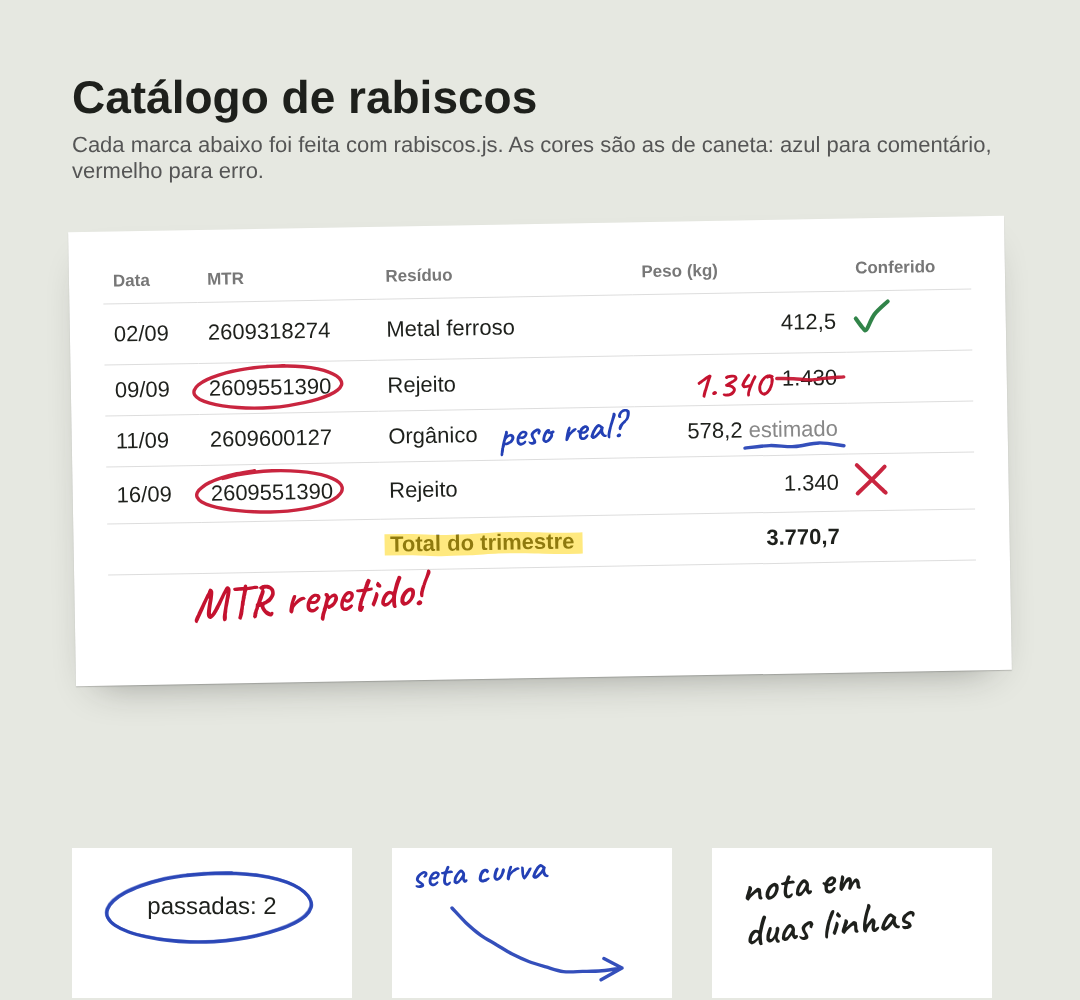 Catálogo de rabiscos
Cada marca abaixo foi feita com rabiscos.js. As cores são as de caneta: azul para comentário,
vermelho para erro.
Data MTR Resíduo Peso (kg) Conferido
02/09 2609318274 Metal ferroso 412,5
09/09 2609551390 Rejeito 1.340 1.430
11/09 2609600127 Orgânico peso real? 578,2 estimado
16/09 2609551390 Rejeito 1.340
Total do trimestre 3.770,7
MTR repetido!
passadas: 2
seta curva
nota em
duas linhas